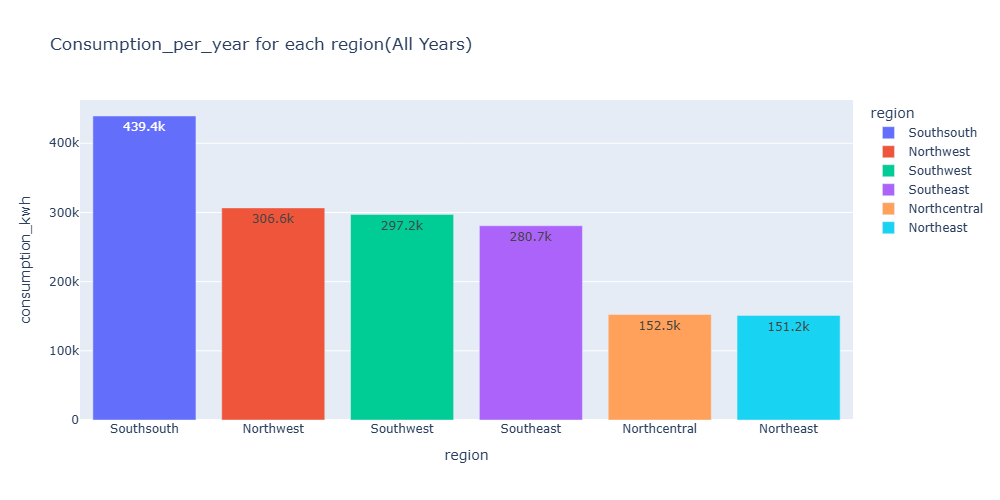 Consumption_per_year for each region(All Years)
consumption_kwh
400k
300k
200k
100k
0
439.4k
306.6k
297.2k
280.7k
152.5k
151.2k
Southsouth
Northwest
Southwest
Southeast
Northcentral
Northeast
region
region
Southsouth
Northwest
Southwest
Southeast
Northcentral
Northeast